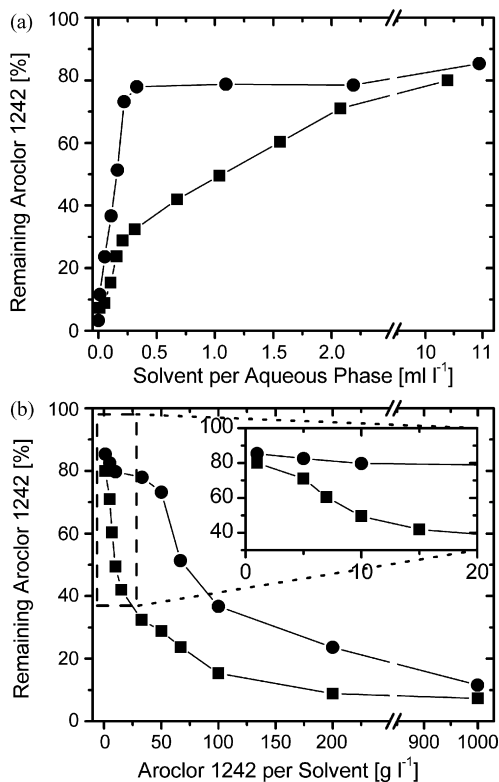 (a)
100
80
60
40
20
0
Remaining Aroclor 1242 [%]
0.0 0.5 1.0 1.5 2.0 10 11
Solvent per Aqueous Phase [ml l⁻¹]
(b)
100
80
60
40
20
0
Remaining Aroclor 1242 [%]
100
80
60
40
0 10 20
0 50 100 150 200 900 1000
Aroclor 1242 per Solvent [g l⁻¹]